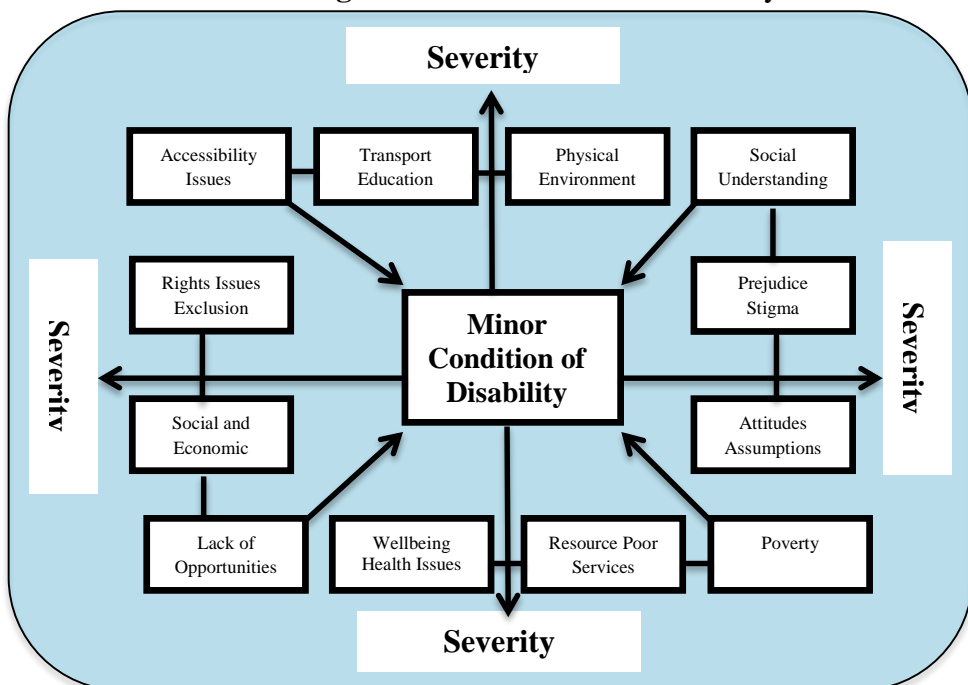 Severity
Accessibility
Issues
Transport
Education
Physical
Environment
Social
Understanding
Rights Issues
Exclusion
Prejudice
Stigma
Minor
Condition of
Disability
Severity
Severity
Social and
Economic
Attitudes
Assumptions
Lack of
Opportunities
Wellbeing
Health Issues
Resource Poor
Services
Poverty
Severity